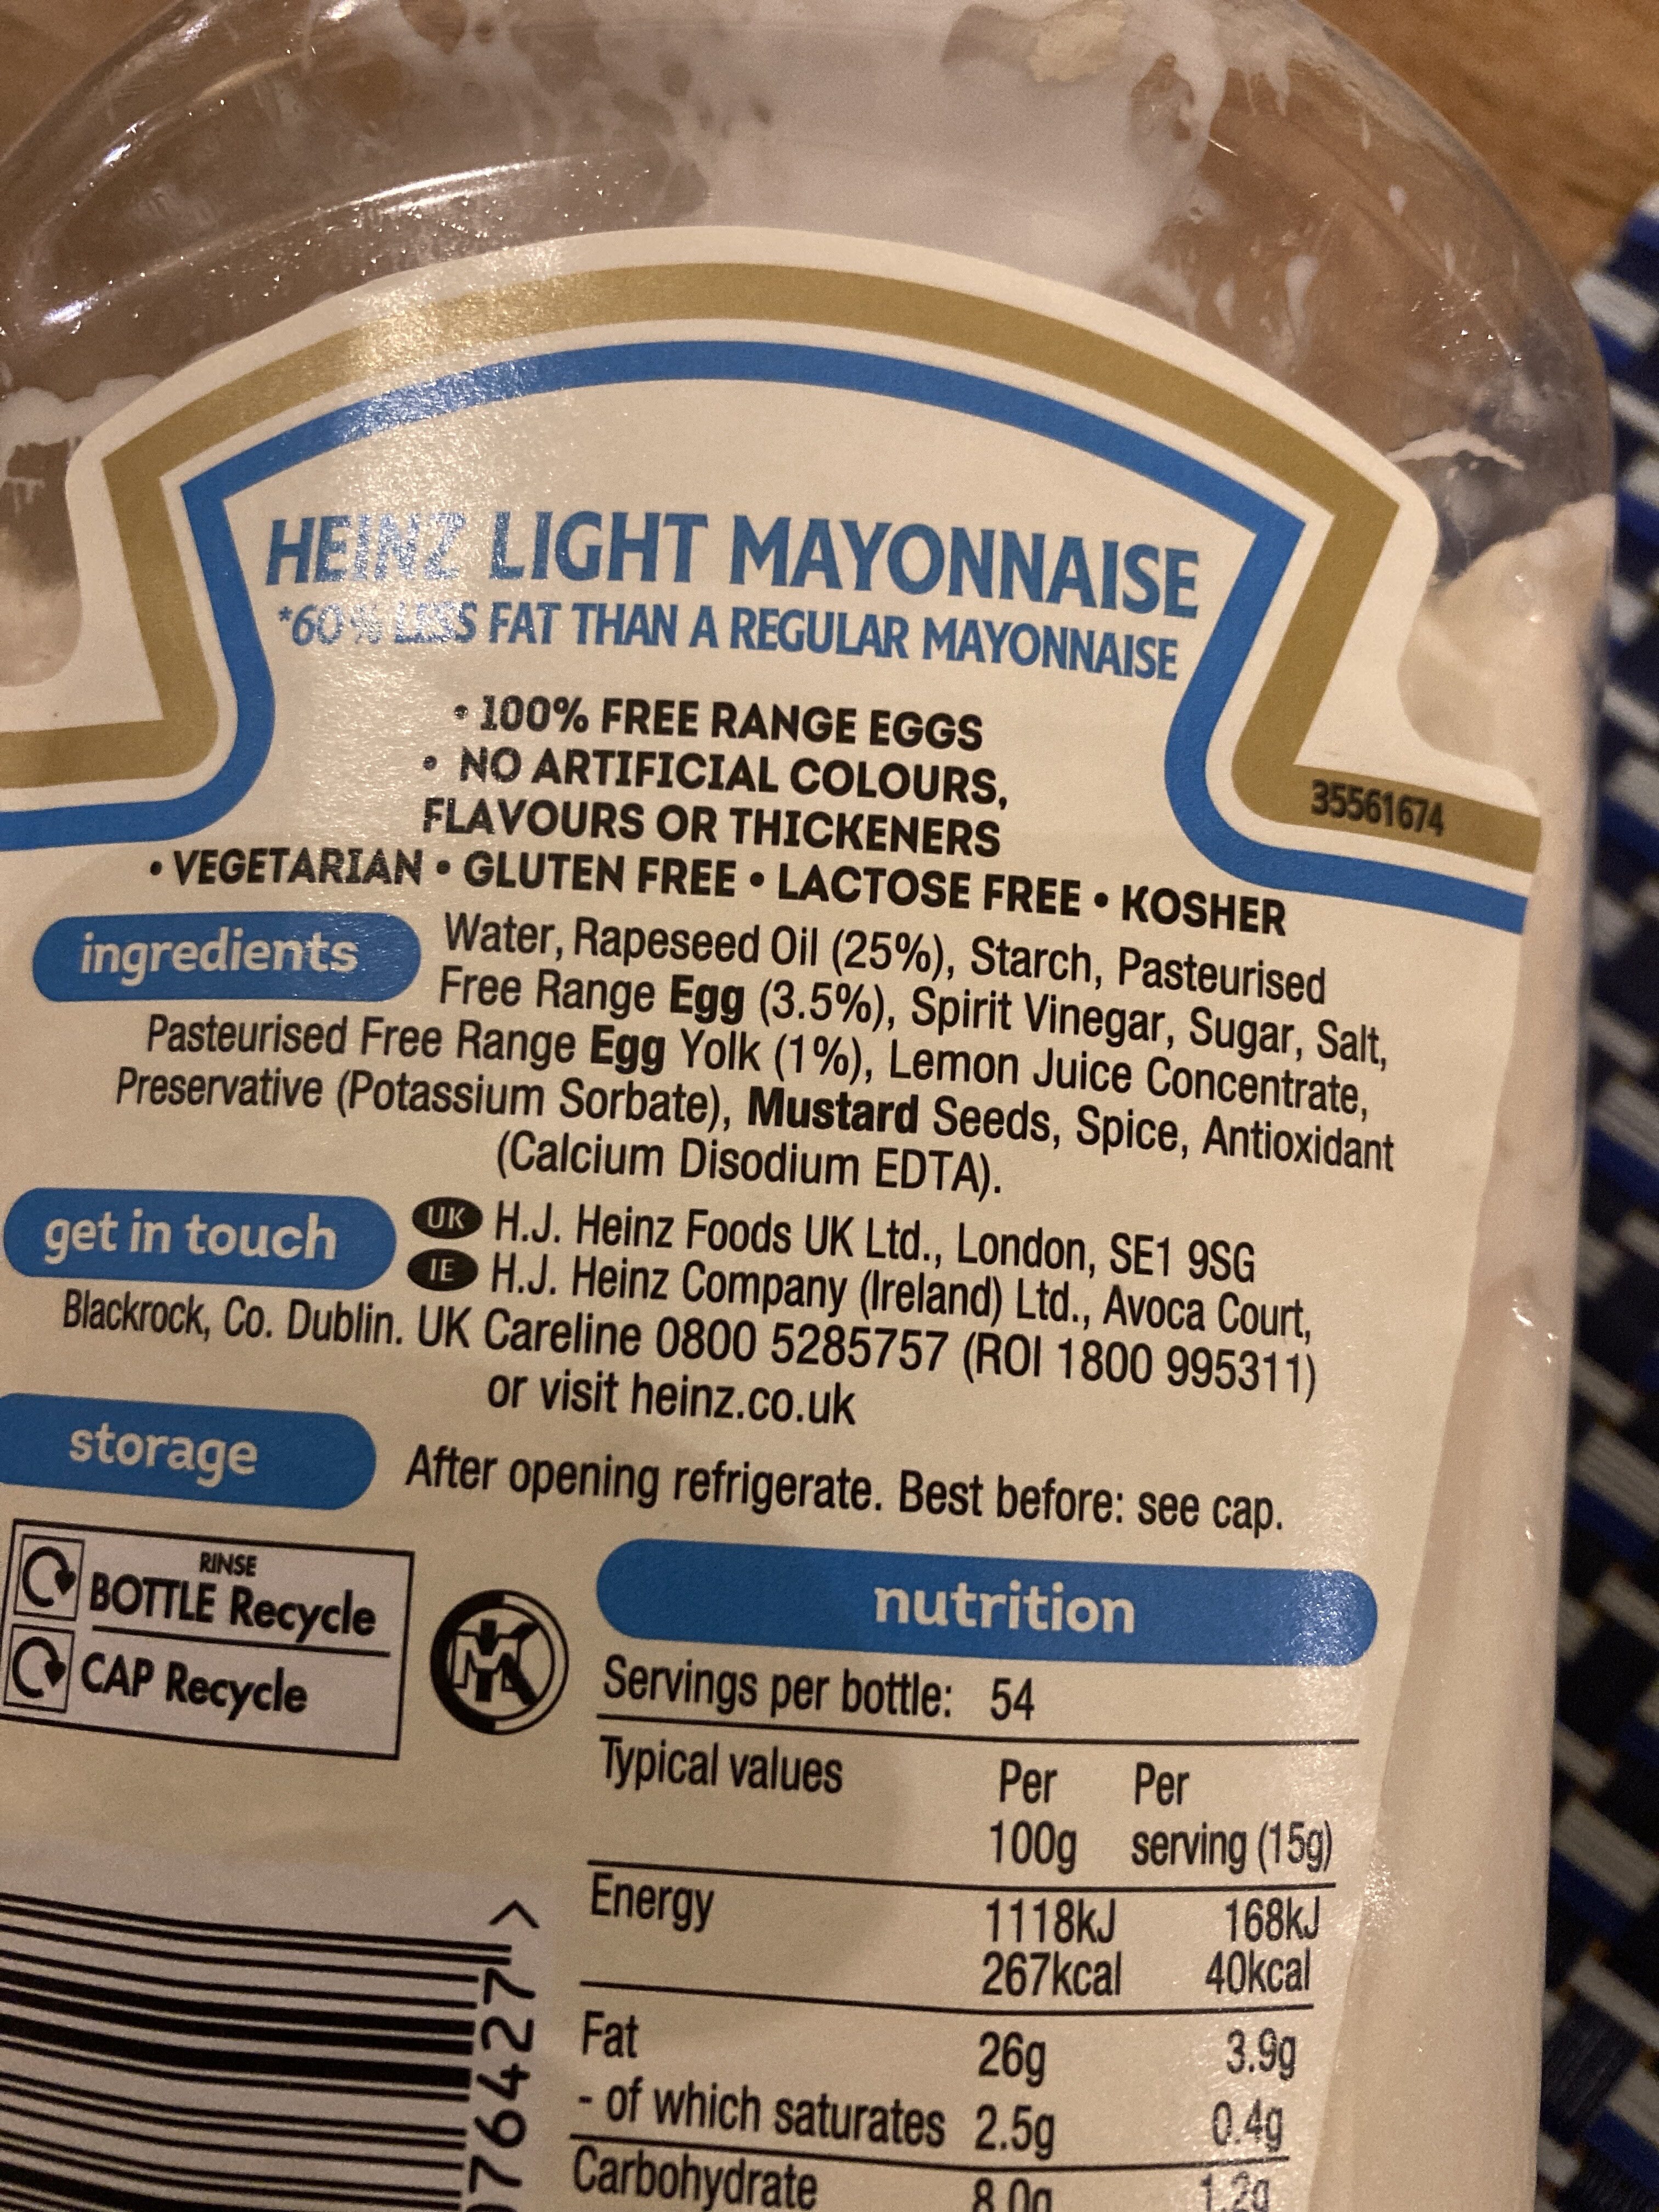 HEINZ LIGHT MAYONNAISE
*60% LESS FAT THAN A REGULAR MAYONNAISE
• 100% FREE RANGE EGGS
• NO ARTIFICIAL COLOURS,
FLAVOURS OR THICKENERS
35561674
• VEGETARIAN • GLUTEN FREE • LACTOSE FREE • KOSHER
ingredients Water, Rapeseed Oil (25%), Starch, Pasteurised
Free Range Egg (3.5%), Spirit Vinegar, Sugar, Salt,
Pasteurised Free Range Egg Yolk (1%), Lemon Juice Concentrate,
Preservative (Potassium Sorbate), Mustard Seeds, Spice, Antioxidant
(Calcium Disodium EDTA).
get in touch UK H.J. Heinz Foods UK Ltd., London, SE1 9SG
IE H.J. Heinz Company (Ireland) Ltd., Avoca Court,
Blackrock, Co. Dublin. UK Careline 0800 5285757 (ROI 1800 995311)
or visit heinz.co.uk
storage After opening refrigerate. Best before: see cap.
RINSE
BOTTLE Recycle
CAP Recycle
nutrition
Servings per bottle: 54
Typical values Per Per
100g serving (15g)
Energy 1118kJ 168kJ
267kcal 40kcal
Fat 26g 3.9g
- of which saturates 2.5g 0.4g
Carbohydrate 8.0g 1.2g
76427 >